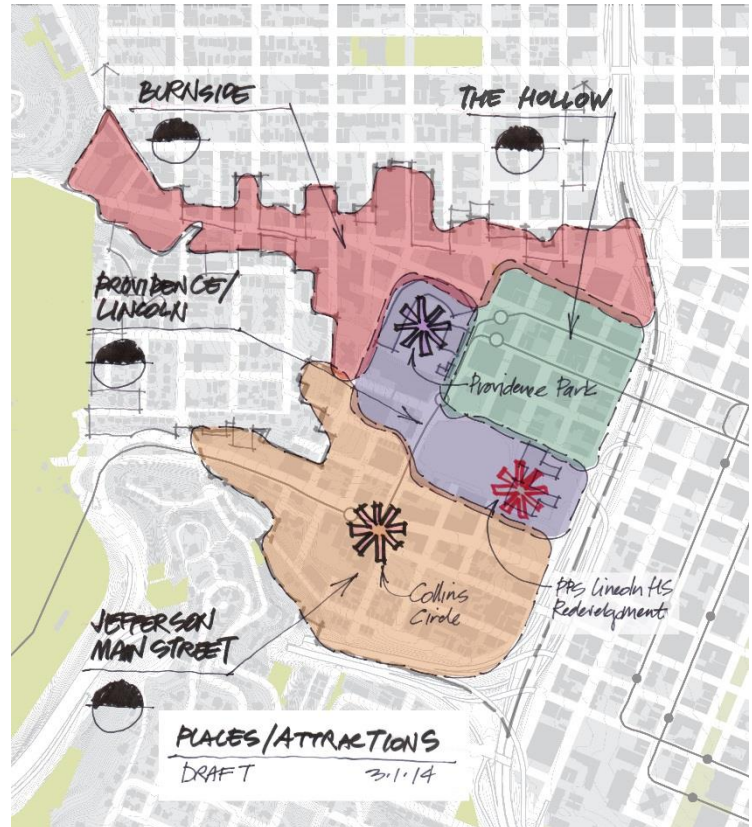 BURNSIDE
THE HOLLOW
PROVIDENCE/
LINCOLN
Providence Park
Collins
Circle
PPS Lincoln HS
Redevelopment
JEFFERSON
MAIN STREET
PLACES/ATTRACTIONS
DRAFT 3.1.14